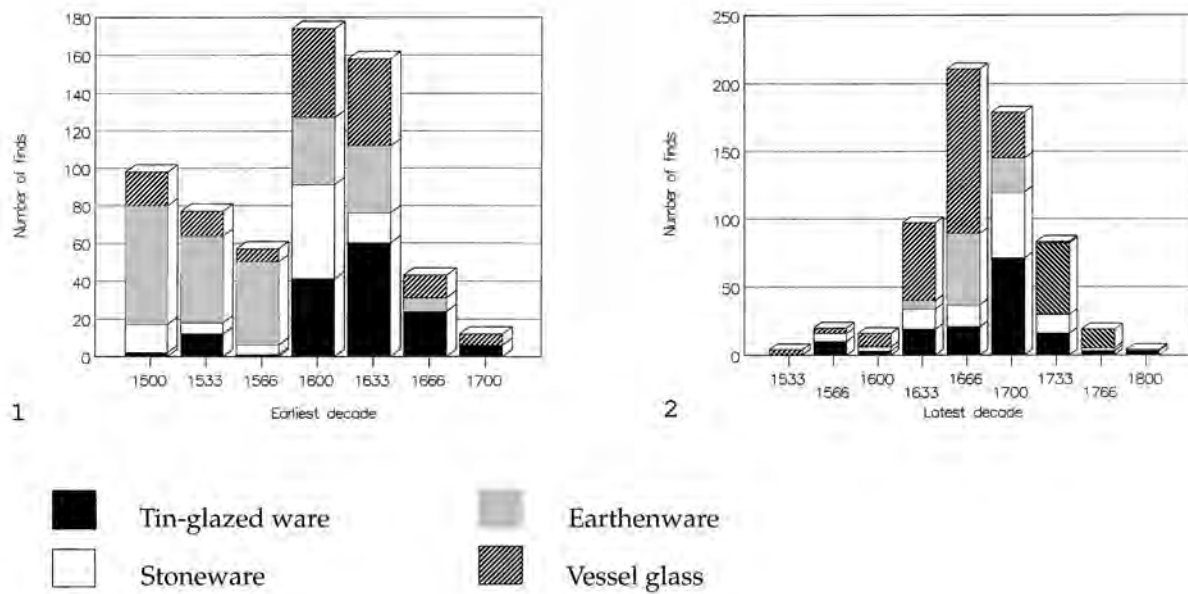 180
160
140
120
100
80
60
40
20
0
Number of finds
1500 1533 1566 1600 1633 1666 1700
Earliest decade
1
250
200
150
100
50
0
Number of finds
1533 1566 1600 1633 1666 1700 1733 1766 1800
Latest decade
2
Tin-glazed ware
Earthenware
Stoneware
Vessel glass